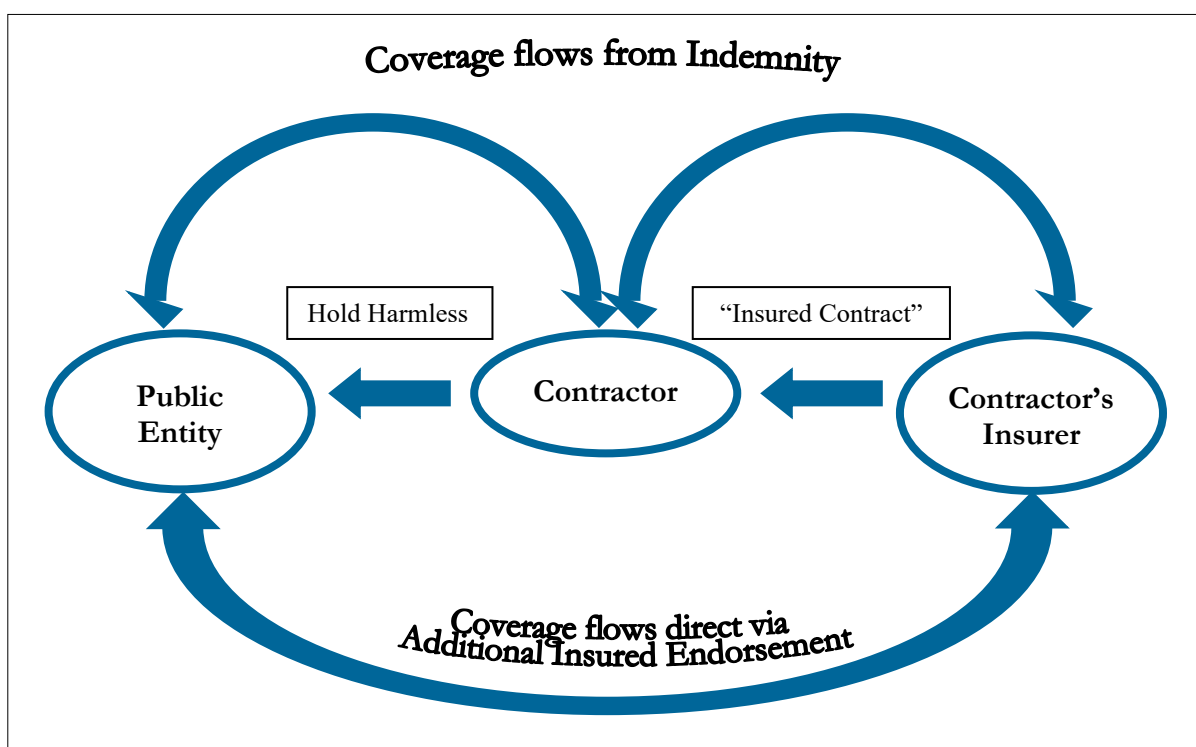 Coverage flows from Indemnity
Hold Harmless
“Insured Contract”
Public
Entity
Contractor
Contractor’s
Insurer
Coverage flows direct via
Additional Insured Endorsement